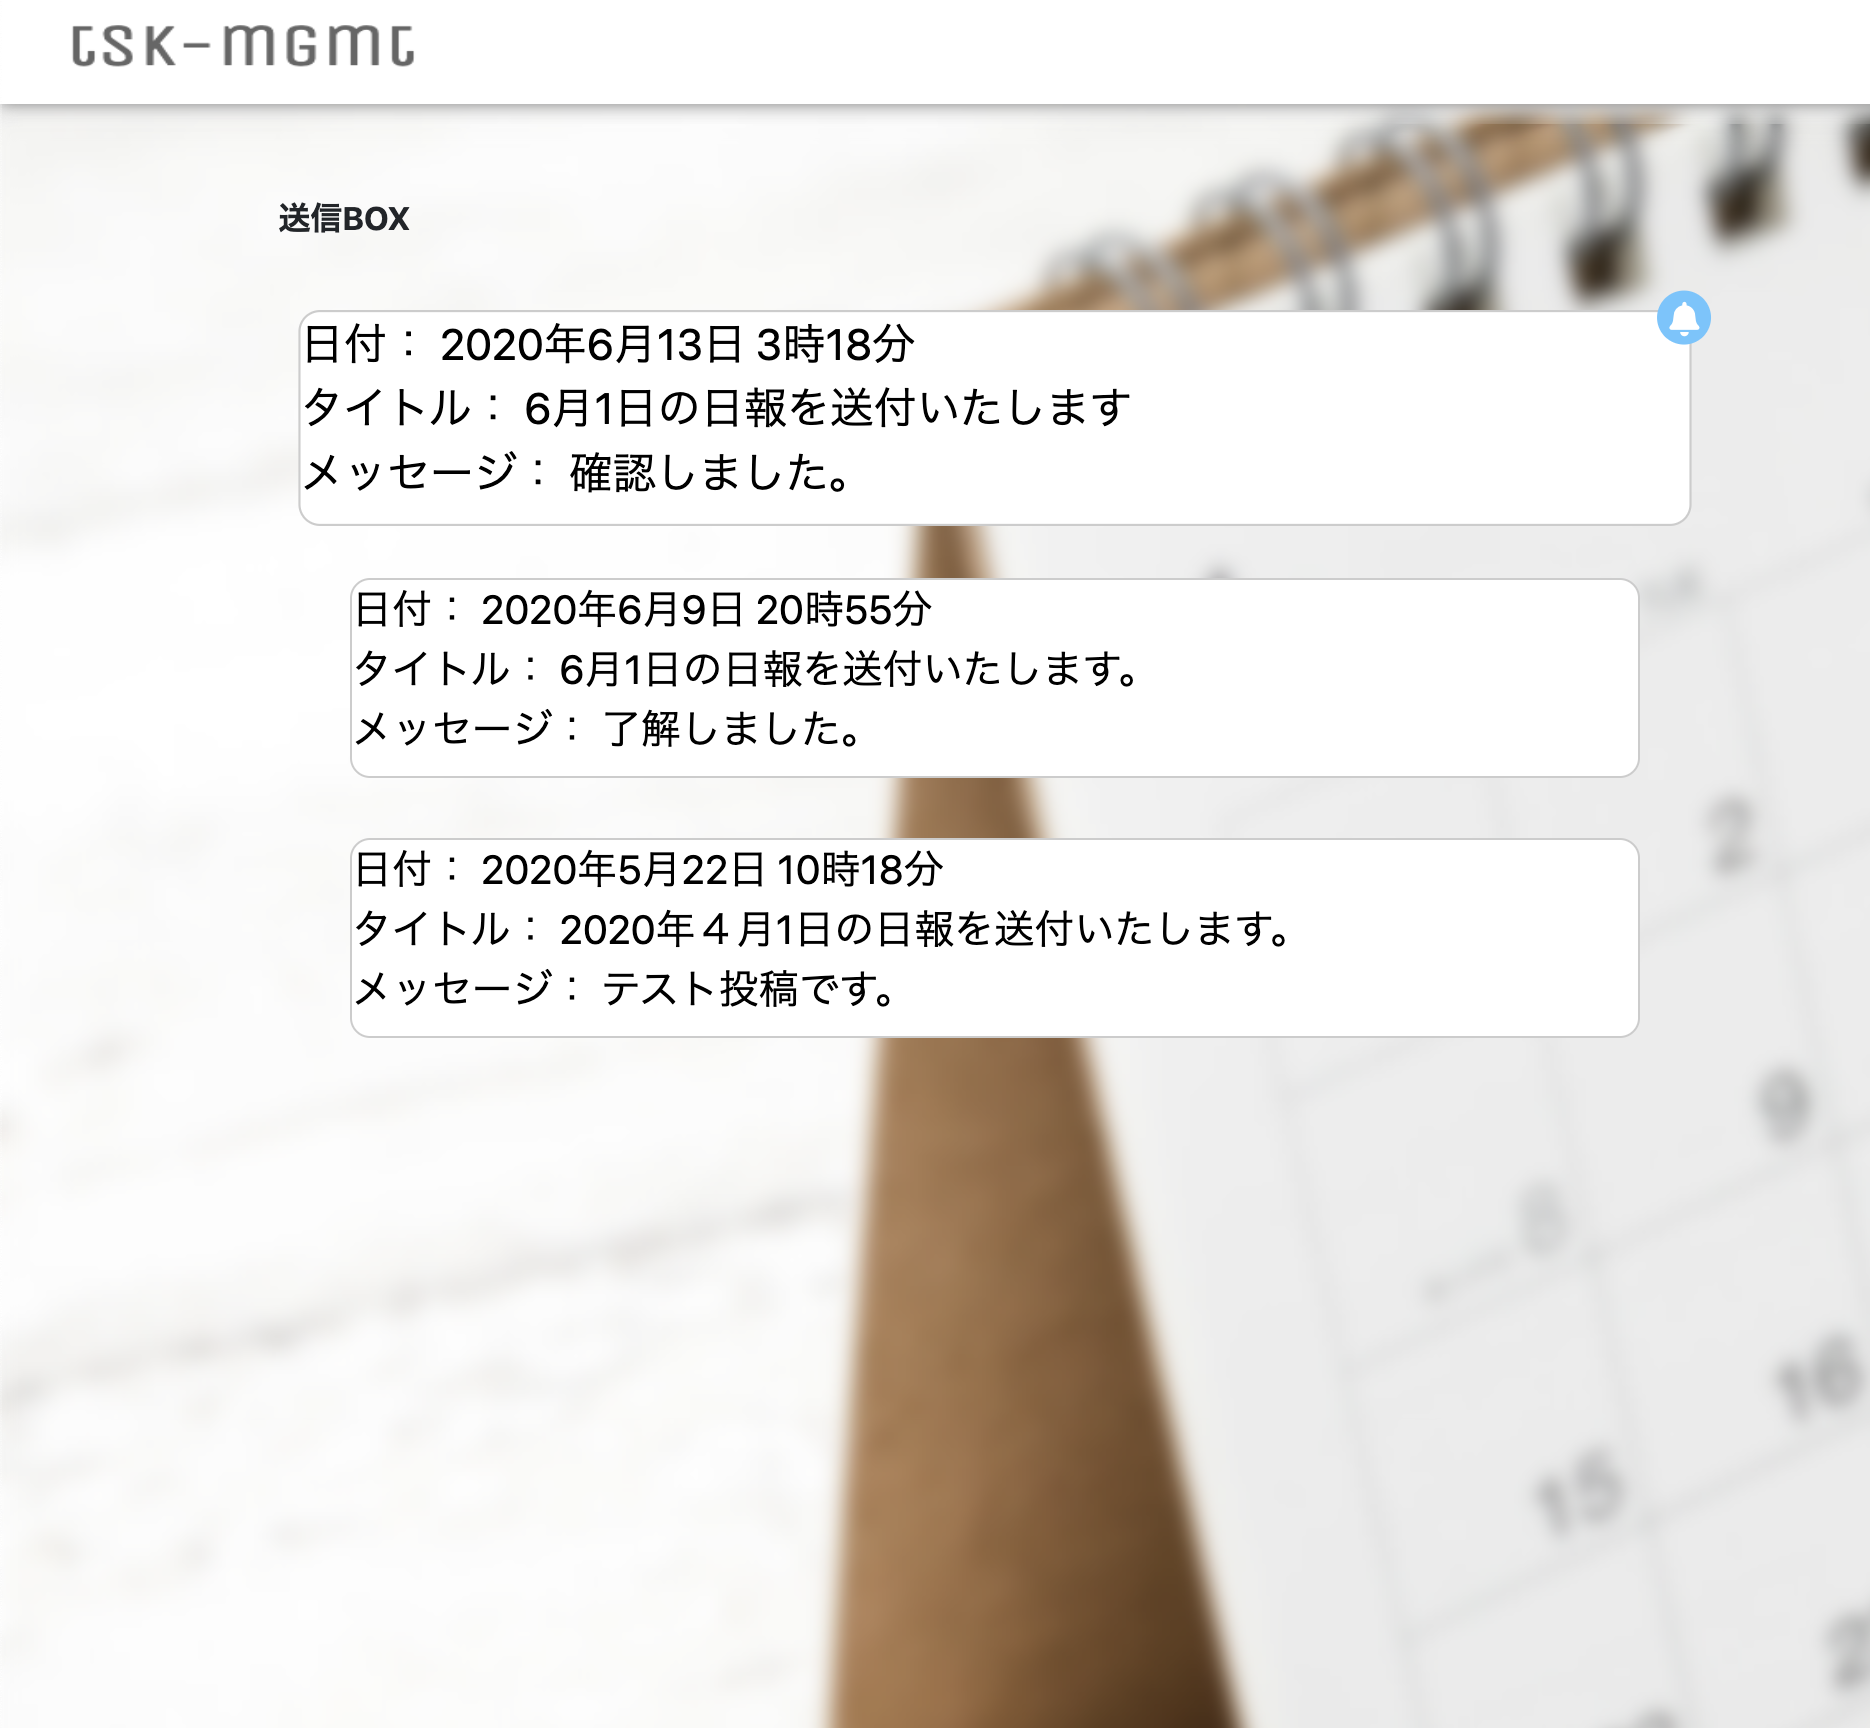 tsk-mgmt
送信BOX
日付： 2020年6月13日 3時18分
タイトル： 6月1日の日報を送付いたします
メッセージ： 確認しました。
日付： 2020年6月9日 20時55分
タイトル： 6月1日の日報を送付いたします。
メッセージ： 了解しました。
日付： 2020年5月22日 10時18分
タイトル： 2020年４月1日の日報を送付いたします。
メッセージ： テスト投稿です。
2
9
8
16
15